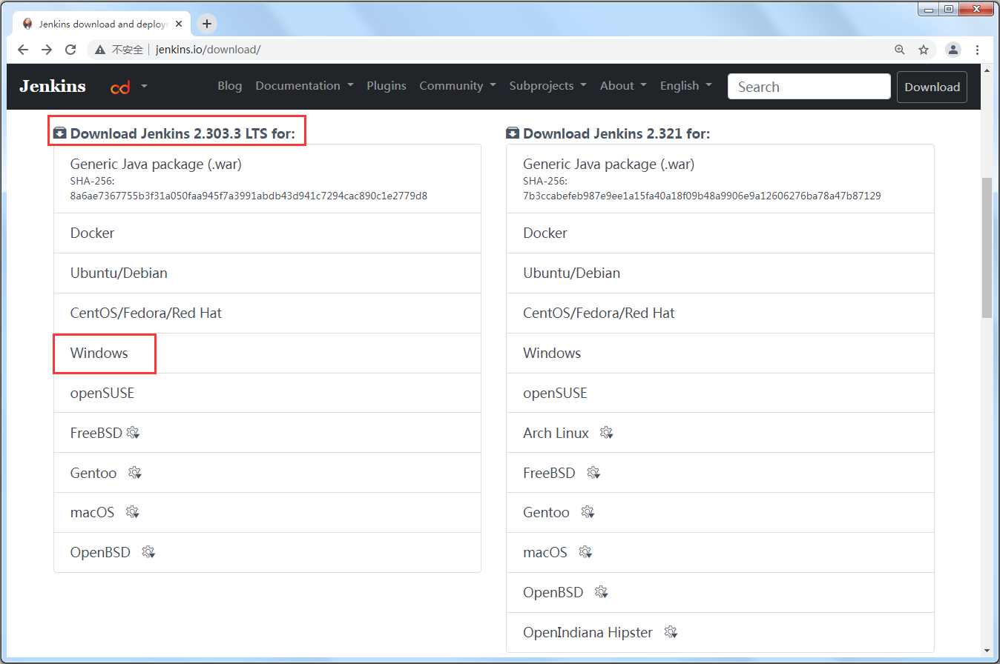 Jenkins download and deploy
不安全 jenkins.io/download/
Jenkins cd Blog Documentation Plugins Community Subprojects About English Search Download
Download Jenkins 2.303.3 LTS for:
Generic Java package (.war)
SHA-256:
8a6ae7367755b3f31a050faa945f7a3991abdb43d941c7294cac890c1e2779d8
Docker
Ubuntu/Debian
CentOS/Fedora/Red Hat
Windows
openSUSE
FreeBSD
Gentoo
macOS
OpenBSD
Download Jenkins 2.321 for:
Generic Java package (.war)
SHA-256:
7b3ccabefeb987e9ee1a15fa40a18f09b48a9906e9a12606276ba78a47b87129
Docker
Ubuntu/Debian
CentOS/Fedora/Red Hat
Windows
openSUSE
Arch Linux
FreeBSD
Gentoo
macOS
OpenBSD
OpenIndiana Hipster